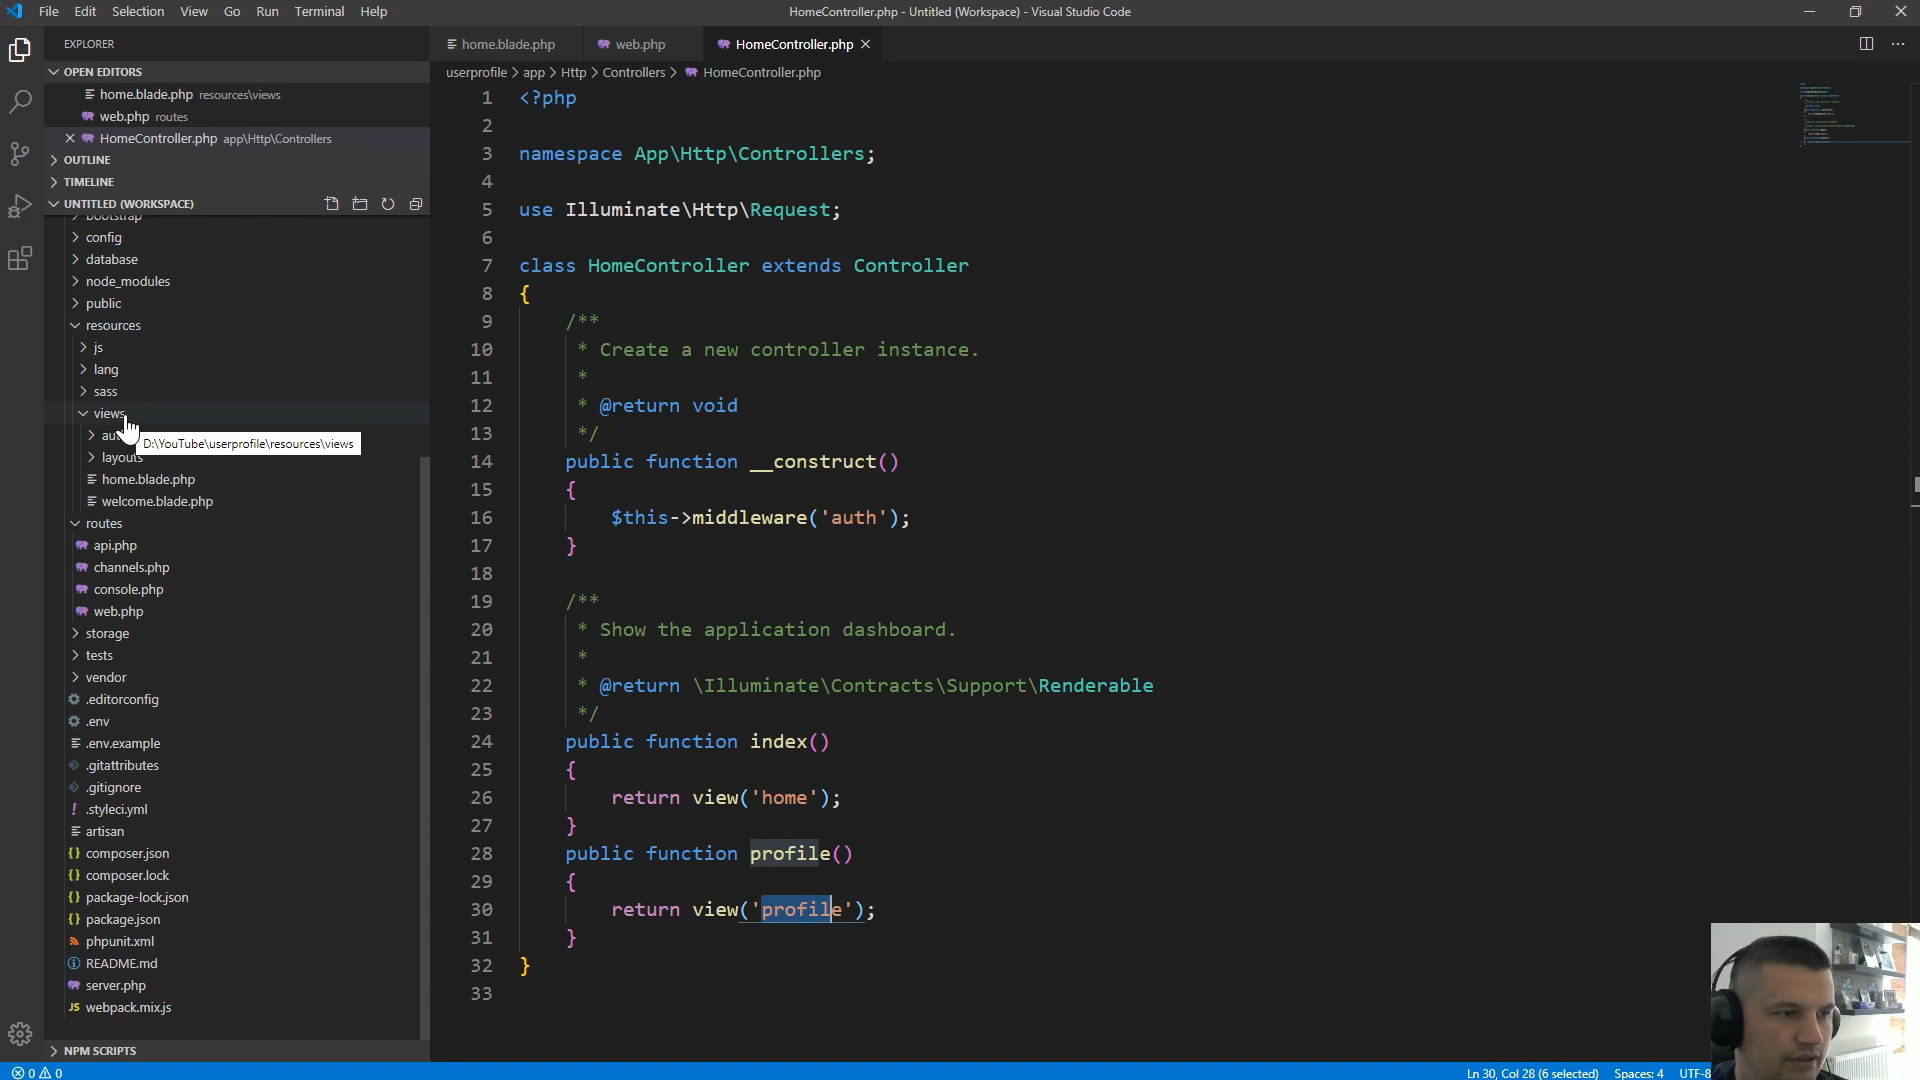 File Edit Selection View Go Run Terminal Help
HomeController.php - Untitled (Workspace) - Visual Studio Code
EXPLORER
OPEN EDITORS
home.blade.php resources\views
web.php routes
HomeController.php app\Http\Controllers
OUTLINE
TIMELINE
UNTITLED (WORKSPACE)
bootstrap
config
database
node_modules
public
resources
js
lang
sass
views
D:\YouTube\userprofile\resources\views
layouts
home.blade.php
welcome.blade.php
routes
api.php
channels.php
console.php
web.php
storage
tests
vendor
.editorconfig
.env
.env.example
.gitattributes
.gitignore
.styleci.yml
artisan
composer.json
composer.lock
package-lock.json
package.json
phpunit.xml
README.md
server.php
webpack.mix.js
NPM SCRIPTS
home.blade.php
web.php
HomeController.php
userprofile > app > Http > Controllers > HomeController.php
1 <?php
2
3 namespace App\Http\Controllers;
4
5 use Illuminate\Http\Request;
6
7 class HomeController extends Controller
8 {
9 /**
10 * Create a new controller instance.
11 *
12 * @return void
13 */
14 public function __construct()
15 {
16 $this->middleware('auth');
17 }
18
19 /**
20 * Show the application dashboard.
21 *
22 * @return \Illuminate\Contracts\Support\Renderable
23 */
24 public function index()
25 {
26 return view('home');
27 }
28 public function profile()
29 {
30 return view('profile');
31 }
32 }
33
0 0
Ln 30, Col 28 (6 selected) Spaces: 4 UTF-8